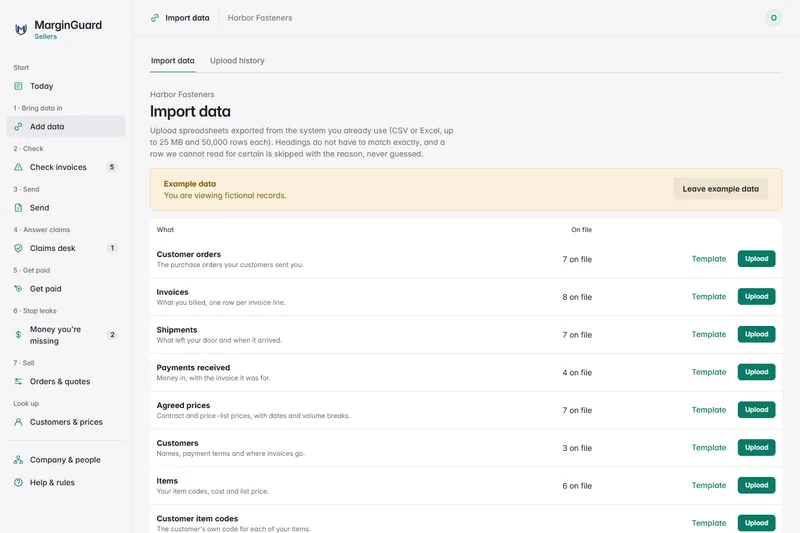 MarginGuard
Sellers
Start
Today
1 · Bring data in
Add data
2 · Check
Check invoices 5
3 · Send
Send
4 · Answer claims
Claims desk 1
5 · Get paid
Get paid
6 · Stop leaks
Money you're
missing 2
7 · Sell
Orders & quotes
Look up
Customers & prices
Company & people
Help & rules
Import data Harbor Fasteners O
Import data Upload history
Harbor Fasteners
Import data
Upload spreadsheets exported from the system you already use (CSV or Excel, up
to 25 MB and 50,000 rows each). Headings do not have to match exactly, and a
row we cannot read for certain is skipped with the reason, never guessed.
Example data
You are viewing fictional records.
Leave example data
What On file
Customer orders
The purchase orders your customers sent you.
7 on file Template Upload
Invoices
What you billed, one row per invoice line.
8 on file Template Upload
Shipments
What left your door and when it arrived.
7 on file Template Upload
Payments received
Money in, with the invoice it was for.
4 on file Template Upload
Agreed prices
Contract and price-list prices, with dates and volume breaks.
7 on file Template Upload
Customers
Names, payment terms and where invoices go.
3 on file Template Upload
Items
Your item codes, cost and list price.
6 on file Template Upload
Customer item codes
The customer's own code for each of your items.
Template Upload